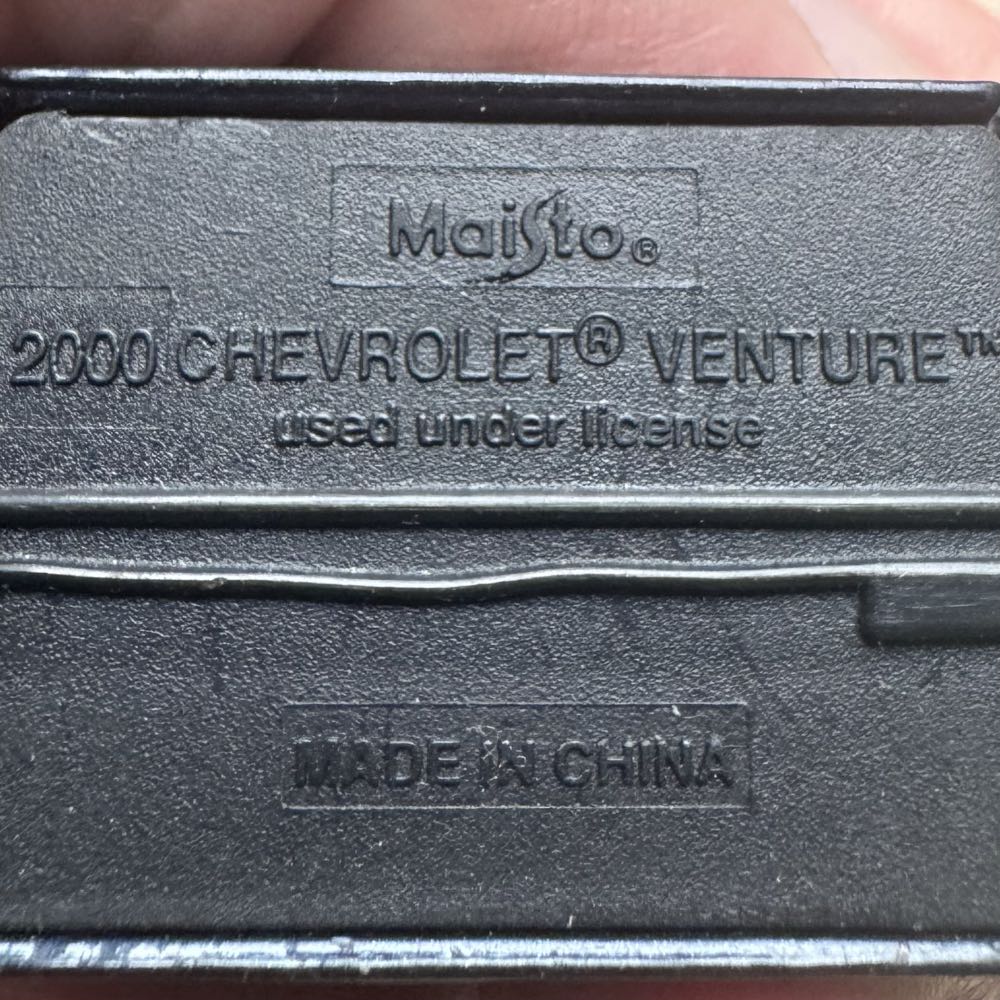 Maisto®
2000 CHEVROLET® VENTURE™
used under license
MADE IN CHINA